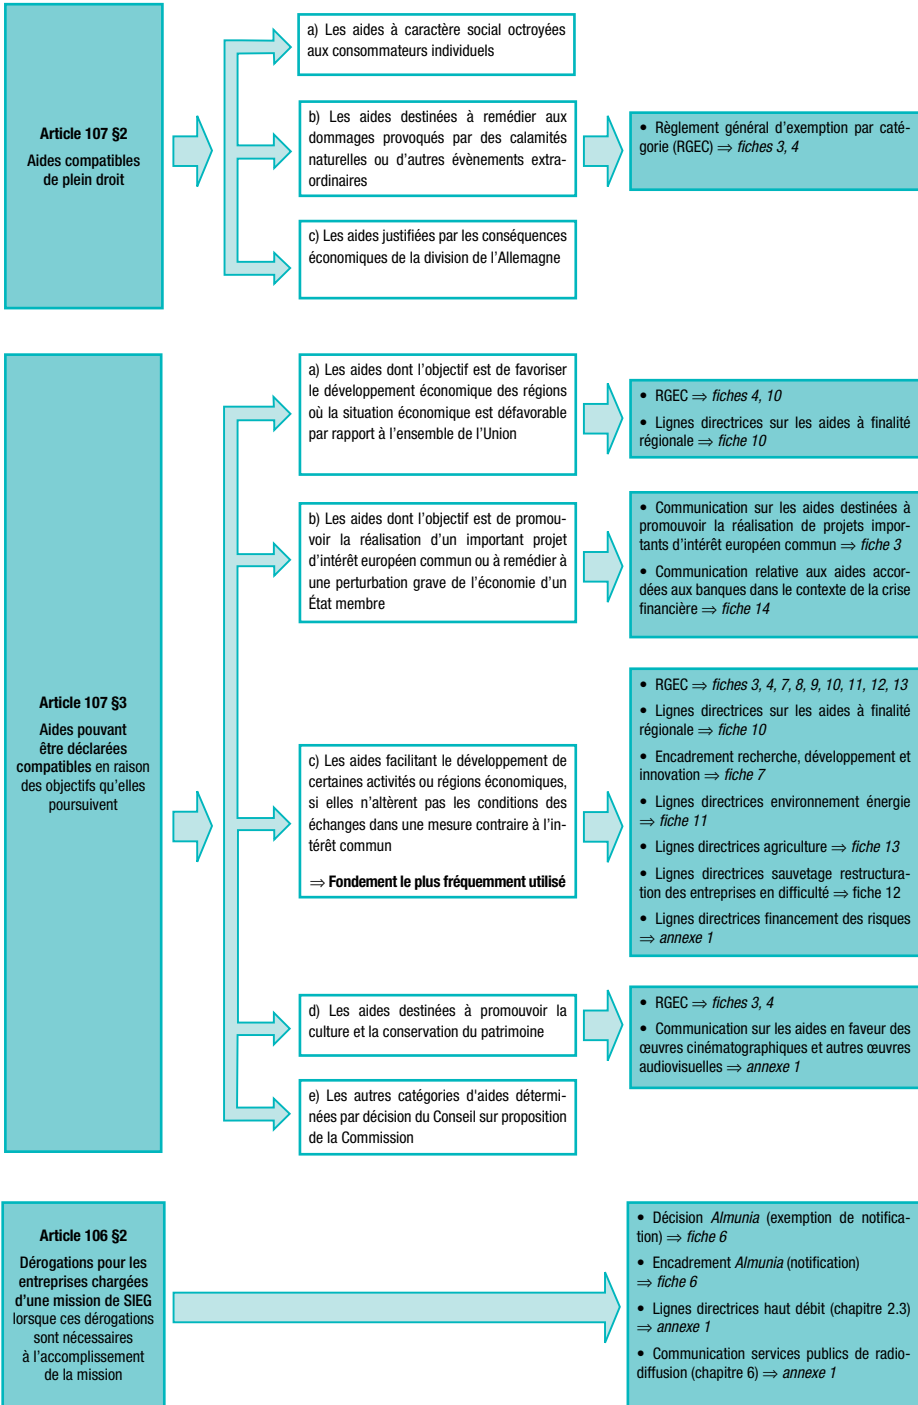 Article 107 §2
Aides compatibles
de plein droit
a) Les aides à caractère social octroyées
aux consommateurs individuels
b) Les aides destinées à remédier aux
dommages provoqués par des calamités
naturelles ou d'autres évènements extra-
ordinaires
• Règlement général d'exemption par caté-
gorie (RGEC) ⇒ fiches 3, 4
c) Les aides justifiées par les conséquences
économiques de la division de l'Allemagne
Article 107 §3
Aides pouvant
être déclarées
compatibles en raison
des objectifs qu'elles
poursuivent
a) Les aides dont l'objectif est de favoriser
le développement économique des régions
où la situation économique est défavorable
par rapport à l'ensemble de l'Union
• RGEC ⇒ fiches 4, 10
• Lignes directrices sur les aides à finalité
régionale ⇒ fiche 10
b) Les aides dont l'objectif est de promou-
voir la réalisation d'un important projet
d'intérêt européen commun ou à remédier à
une perturbation grave de l'économie d'un
État membre
• Communication sur les aides destinées à
promouvoir la réalisation de projets impor-
tants d'intérêt européen commun ⇒ fiche 3
• Communication relative aux aides accor-
dées aux banques dans le contexte de la crise
financière ⇒ fiche 14
c) Les aides facilitant le développement de
certaines activités ou régions économiques,
si elles n'altèrent pas les conditions des
échanges dans une mesure contraire à l'in-
térêt commun
⇒ Fondement le plus fréquemment utilisé
• RGEC ⇒ fiches 3, 4, 7, 8, 9, 10, 11, 12, 13
• Lignes directrices sur les aides à finalité
régionale ⇒ fiche 10
• Encadrement recherche, développement et
innovation ⇒ fiche 7
• Lignes directrices environnement énergie
⇒ fiche 11
• Lignes directrices agriculture ⇒ fiche 13
• Lignes directrices sauvetage restructura-
tion des entreprises en difficulté ⇒ fiche 12
• Lignes directrices financement des risques
⇒ annexe 1
d) Les aides destinées à promouvoir la
culture et la conservation du patrimoine
• RGEC ⇒ fiches 3, 4
• Communication sur les aides en faveur des
œuvres cinématographiques et autres œuvres
audiovisuelles ⇒ annexe 1
e) Les autres catégories d'aides détermi-
nées par décision du Conseil sur proposition
de la Commission
Article 106 §2
Dérogations pour les
entreprises chargées
d'une mission de SIEG
lorsque ces dérogations
sont nécessaires
à l'accomplissement
de la mission
• Décision Almunia (exemption de notifica-
tion) ⇒ fiche 6
• Encadrement Almunia (notification)
⇒ fiche 6
• Lignes directrices haut débit (chapitre 2.3)
⇒ annexe 1
• Communication services publics de radio-
diffusion (chapitre 6) ⇒ annexe 1